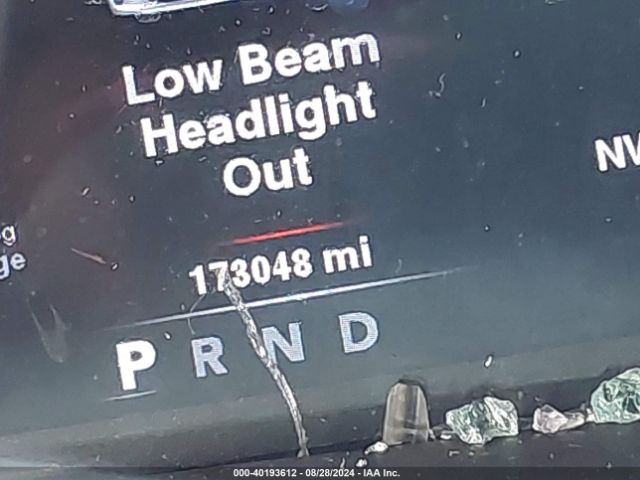 Low Beam
Headlight
Out
NW
173048 mi
P R N D
000-40193612 - 08/28/2024 - IAA Inc.